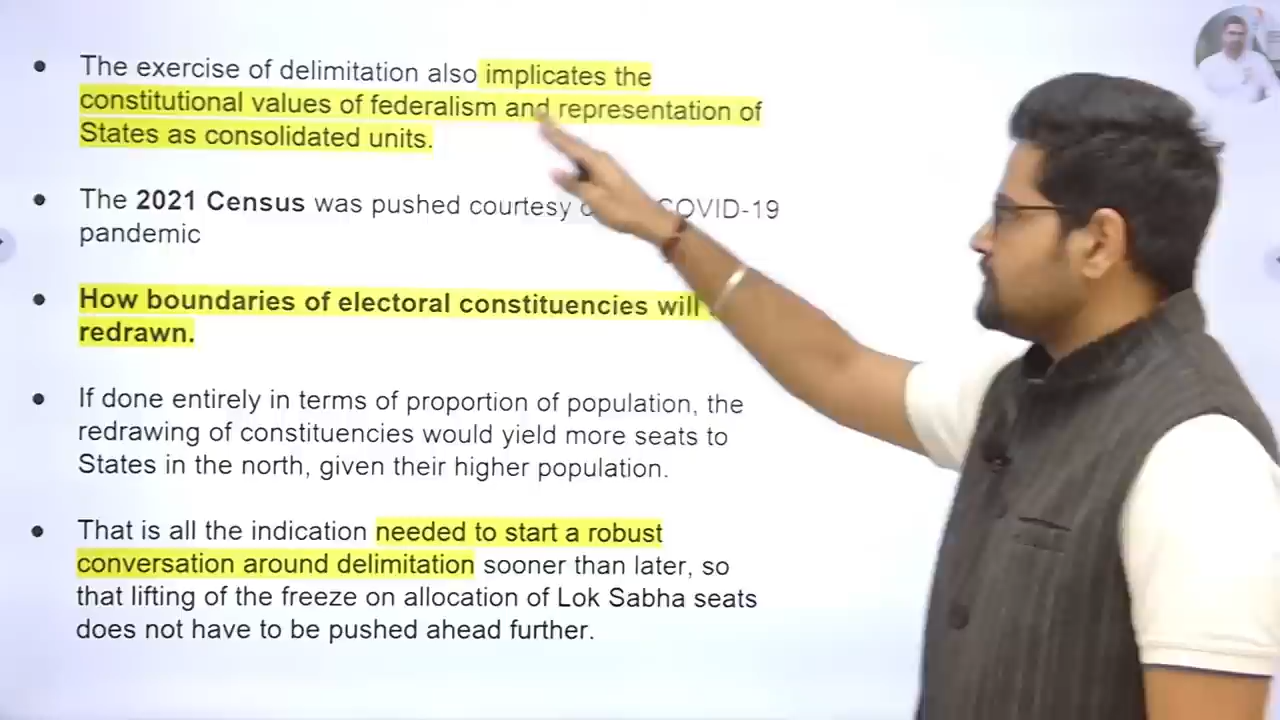 The exercise of delimitation also implicates the
constitutional values of federalism and representation of
States as consolidated units.
The 2021 Census was pushed courtesy COVID-19
pandemic
How boundaries of electoral constituencies will
redrawn.
If done entirely in terms of proportion of population, the
redrawing of constituencies would yield more seats to
States in the north, given their higher population.
That is all the indication needed to start a robust
conversation around delimitation sooner than later, so
that lifting of the freeze on allocation of Lok Sabha seats
does not have to be pushed ahead further.